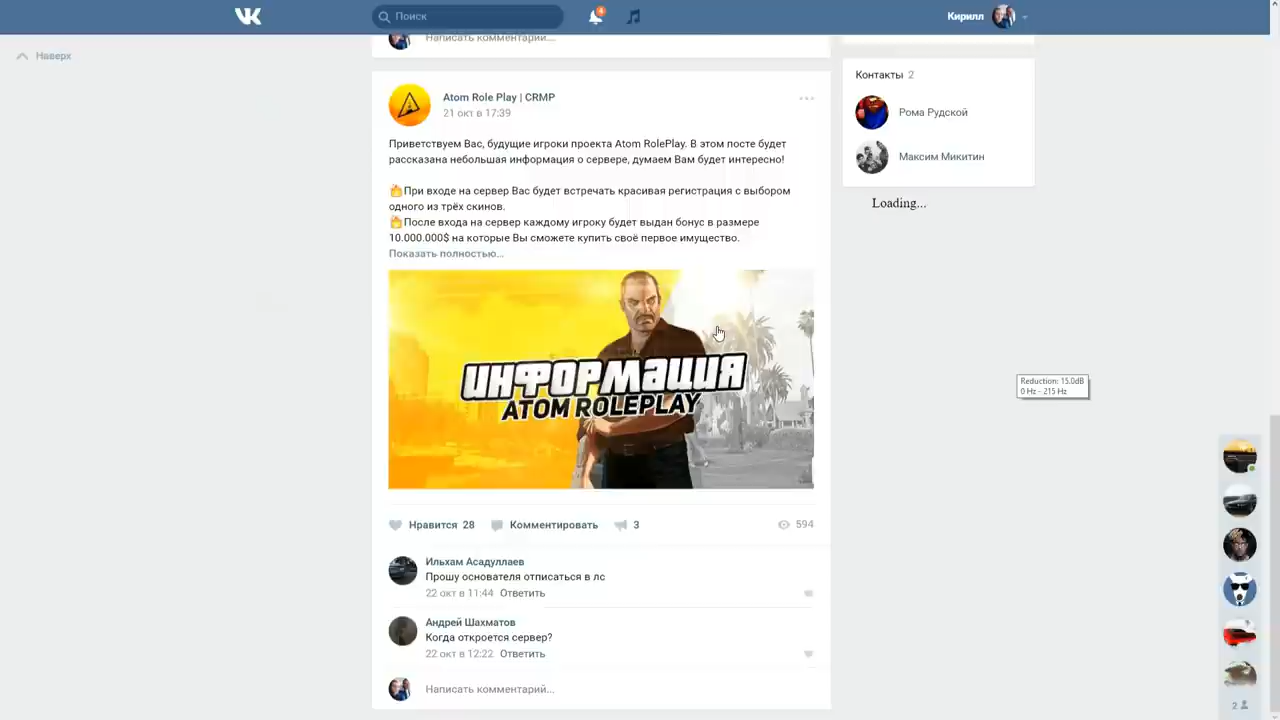 Поиск
4
Кирилл
Написать комментарий...
Наверх
Atom Role Play | CRMP
21 окт в 17:39
Приветствуем Вас, будущие игроки проекта Atom RolePlay. В этом посте будет
рассказана небольшая информация о сервере, думаем Вам будет интересно!
При входе на сервер Вас будет встречать красивая регистрация с выбором
одного из трёх скинов.
После входа на сервер каждому игроку будет выдан бонус в размере
10.000.000$ на которые Вы сможете купить своё первое имущество.
Показать полностью…
ИНФОРМАЦИЯ
ATOM ROLEPLAY
Нравится 28
Комментировать
3
594
Ильхам Асадуллаев
Прошу основателя отписаться в лс
22 окт в 11:44 Ответить
Андрей Шахматов
Когда откроется сервер?
22 окт в 12:22 Ответить
Написать комментарий...
Контакты 2
Рома Рудской
Максим Микитин
Loading...
Reduction: 15.0dB
0 Hz - 215 Hz
2